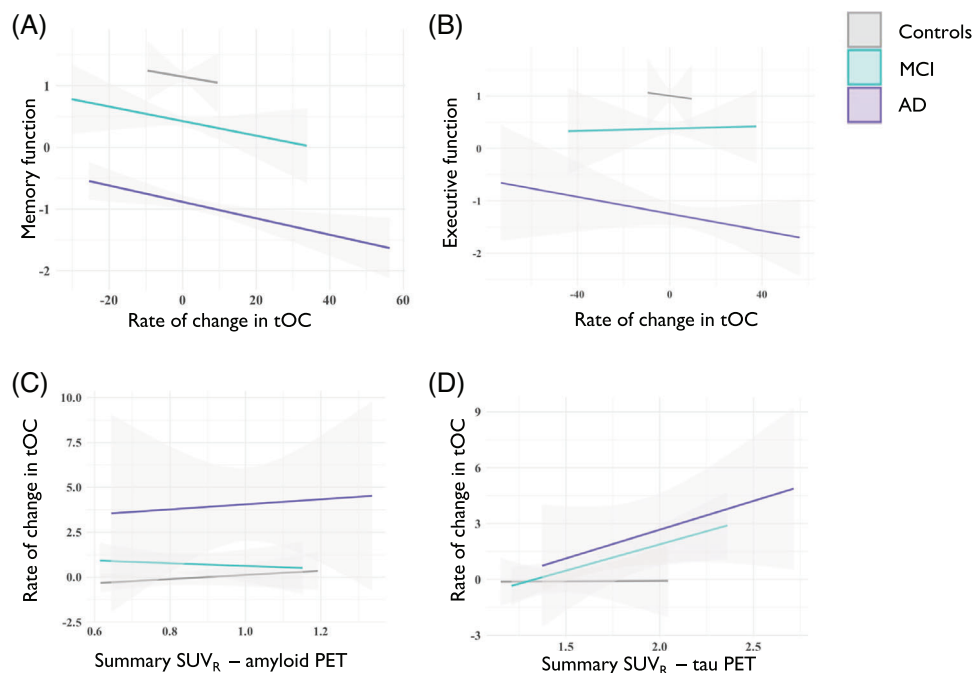 (A)
Memory function
1
0
-1
-2
-20
0
20
40
60
Rate of change in tOC
(B)
Executive function
1
0
-1
-2
-40
0
40
Rate of change in tOC
Controls
MCI
AD
(C)
Rate of change in tOC
10.0
7.5
5.0
2.5
0.0
-2.5
0.6
0.8
1.0
1.2
Summary SUVR – amyloid PET
(D)
Rate of change in tOC
9
6
3
0
-3
1.5
2.0
2.5
Summary SUVR – tau PET